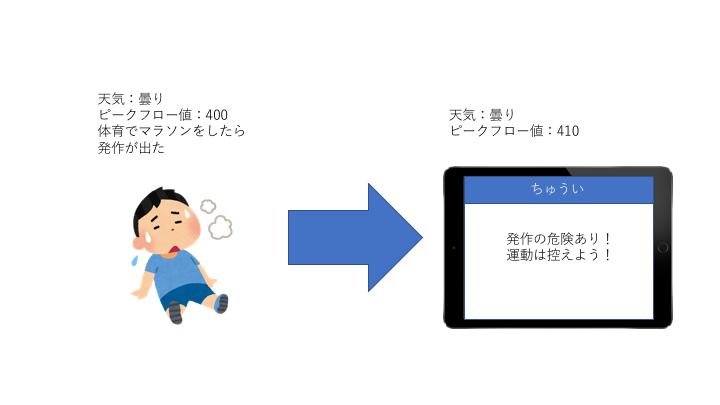 天気：曇り
ピークフロー値：400
体育でマラソンをしたら
発作が出た
天気：曇り
ピークフロー値：410
ちゅうい
発作の危険あり！
運動は控えよう！